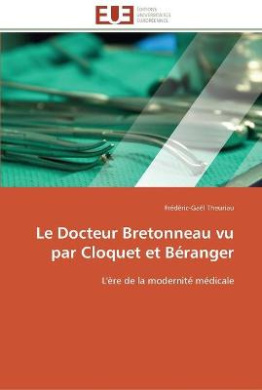 EUE
ÉDITIONS
UNIVERSITAIRES
EUROPÉENNES
Frédéric-Gaël Theuriau
Le Docteur Bretonneau vu
par Cloquet et Béranger
L'ère de la modernité médicale